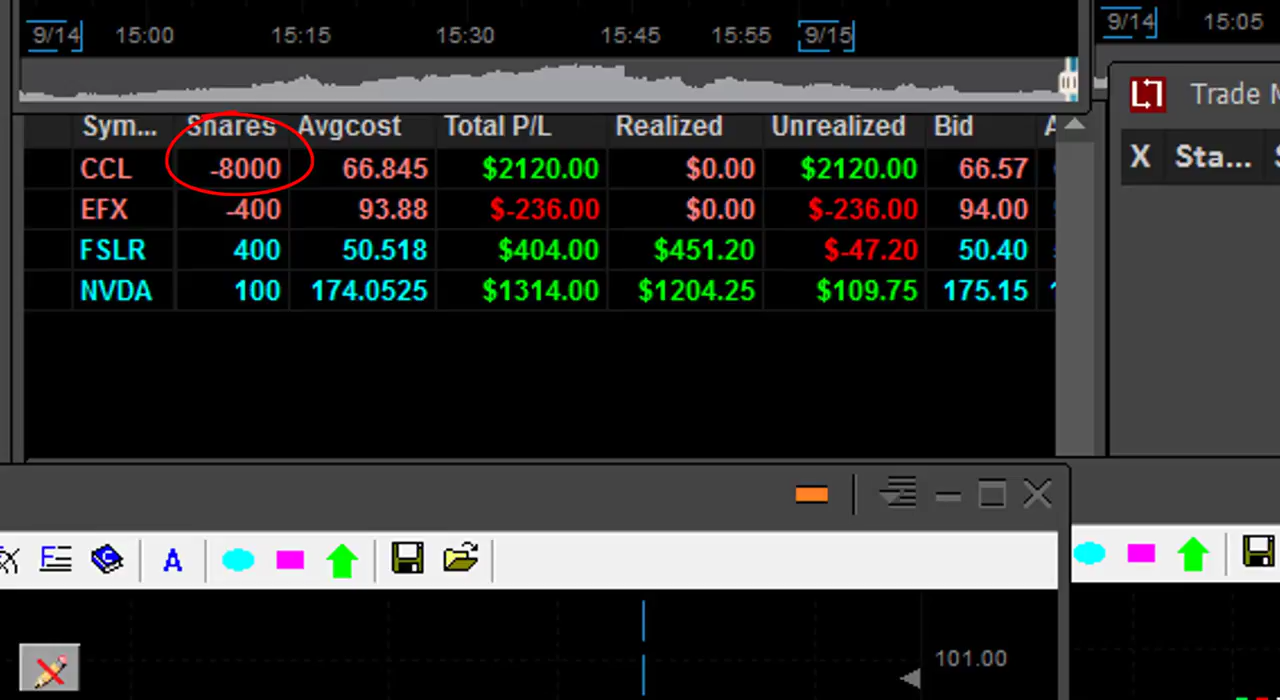 9/14 15:00 15:15 15:30 15:45 15:55 9/15
9/14 15:05
Trade
Sym... Shares Avgcost Total P/L Realized Unrealized Bid
X Sta...
CCL -8000 66.845 $2120.00 $0.00 $2120.00 66.57
EFX -400 93.88 $-236.00 $0.00 $-236.00 94.00
FSLR 400 50.518 $404.00 $451.20 $-47.20 50.40
NVDA 100 174.0525 $1314.00 $1204.25 $109.75 175.15
A
101.00